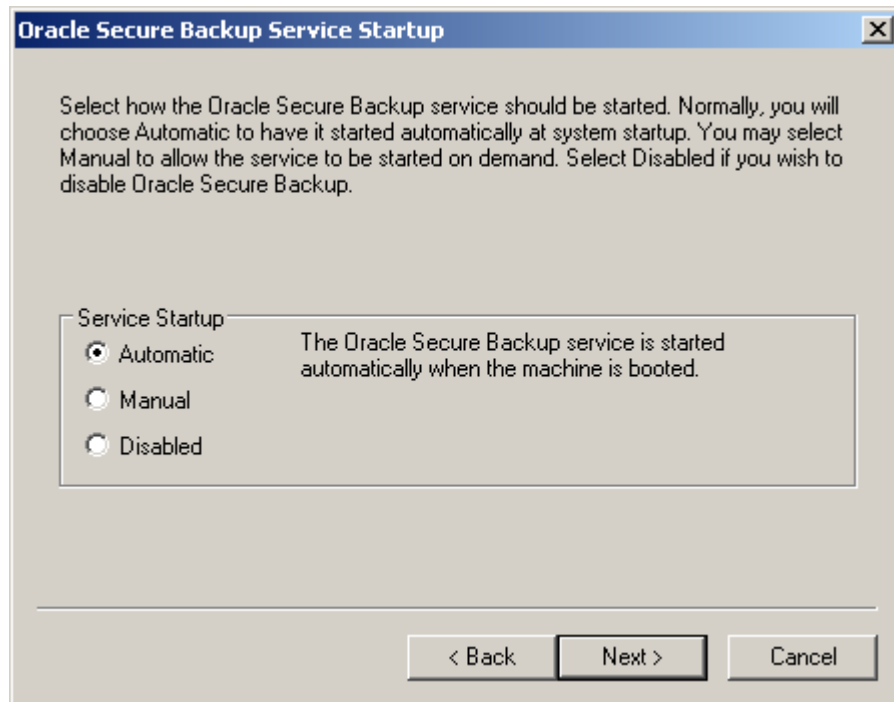 Oracle Secure Backup Service Startup
Select how the Oracle Secure Backup service should be started. Normally, you will
choose Automatic to have it started automatically at system startup. You may select
Manual to allow the service to be started on demand. Select Disabled if you wish to
disable Oracle Secure Backup.
Service Startup
Automatic
The Oracle Secure Backup service is started
automatically when the machine is booted.
Manual
Disabled
< Back
Next >
Cancel